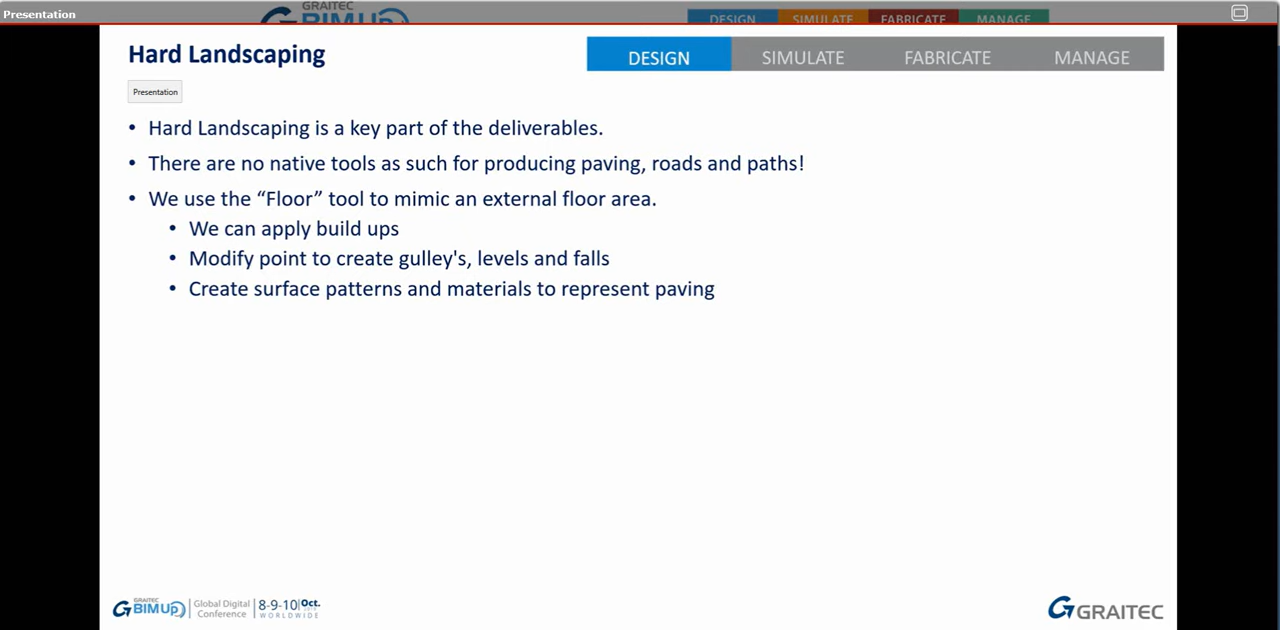 Presentation
GRAITEC
BIMUP
DESIGN SIMULATE FABRICATE MANAGE
Hard Landscaping
DESIGN SIMULATE FABRICATE MANAGE
Presentation
• Hard Landscaping is a key part of the deliverables.
• There are no native tools as such for producing paving, roads and paths!
• We use the “Floor” tool to mimic an external floor area.
• We can apply build ups
• Modify point to create gulley's, levels and falls
• Create surface patterns and materials to represent paving
GRAITEC
BIMUP
Global Digital
Conference
8-9-10 Oct.
WORLDWIDE
GRAITEC